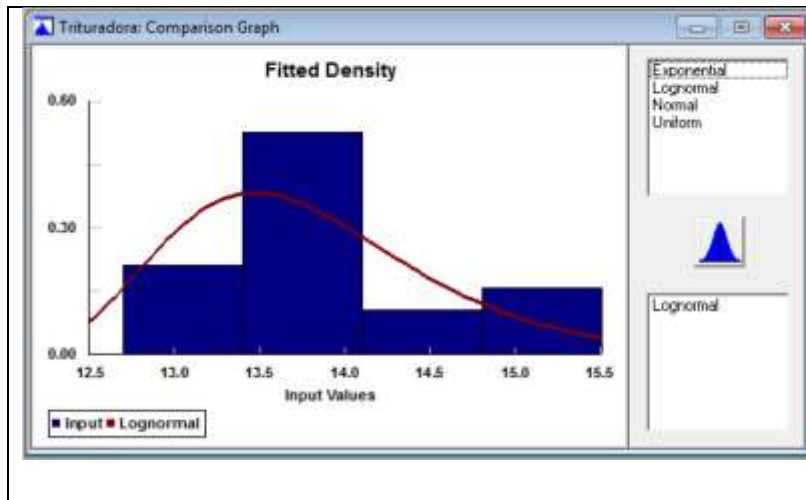 Trituradora: Comparison Graph
Fitted Density
0.60
0.30
0.00
12.5 13.0 13.5 14.0 14.5 15.0 15.5
Input Values
Input Lognormal
Exponential
Lognormal
Normal
Uniform
Lognormal